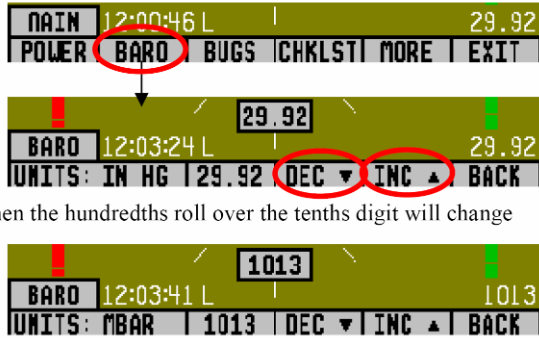 MAIN 12:00:46 L 29.92
POWER BARO BUGS CHKLST MORE EXIT
29.92
BARO 12:03:24 L 29.92
UNITS: IN HG 29.92 DEC ▼ INC ▲ BACK
hen the hundredths roll over the tenths digit will change
1013
BARO 12:03:41 L 1013
UNITS: MBAR 1013 DEC ▼ INC ▲ BACK